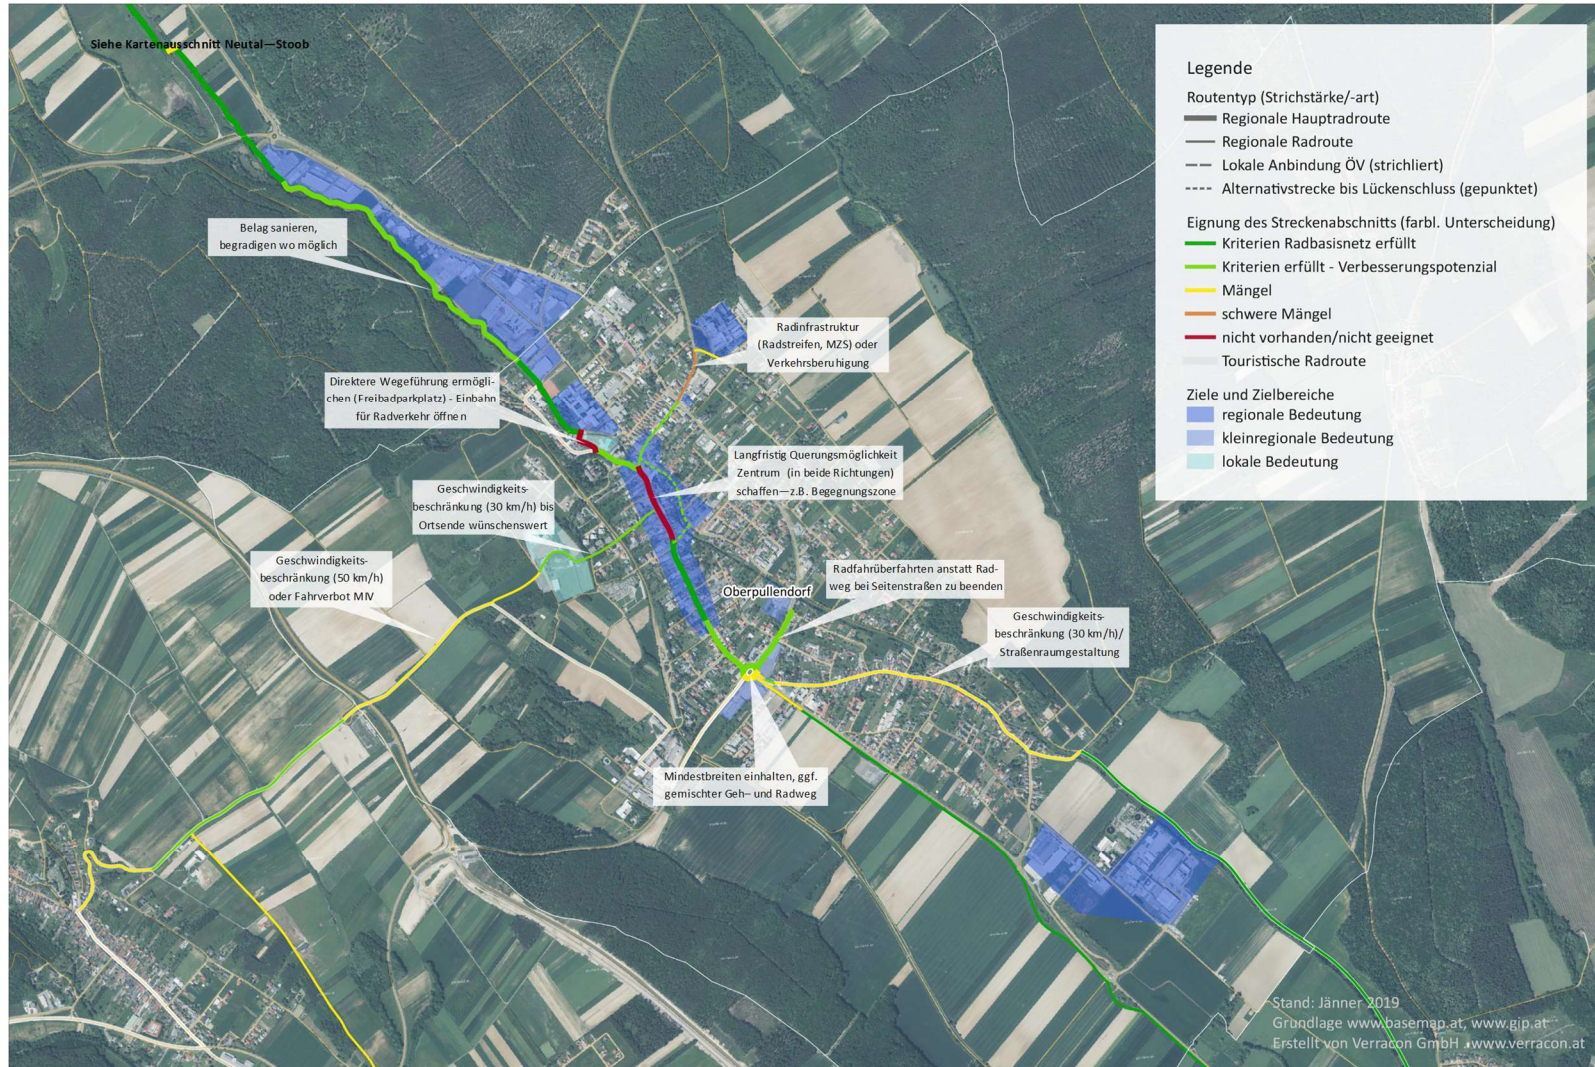 Siehe Kartenausschnitt Neutal—Stoob
Legende
Routentyp (Strichstärke/-art)
Regionale Hauptradroute
Regionale Radroute
Lokale Anbindung ÖV (strichliert)
Alternativstrecke bis Lückenschluss (gepunktet)
Eignung des Streckenabschnitts (farbl. Unterscheidung)
Kriterien Radbasisnetz erfüllt
Kriterien erfüllt - Verbesserungspotenzial
Mängel
schwere Mängel
nicht vorhanden/nicht geeignet
Touristische Radroute
Ziele und Zielbereiche
regionale Bedeutung
kleinregionale Bedeutung
lokale Bedeutung
Belag sanieren,
begradigen wo möglich
Radinfrastruktur
(Radstreifen, MZS) oder
Verkehrsberuhigung
Direktere Wegeführung ermögli-
chen (Freibadparkplatz) - Einbahn
für Radverkehr öffnen
Langfristig Querungsmöglichkeit
Zentrum (in beide Richtungen)
schaffen—z.B. Begegnungszone
Geschwindigkeits-
beschränkung (30 km/h) bis
Ortsende wünschenswert
Geschwindigkeits-
beschränkung (50 km/h)
oder Fahrverbot MIV
Radfahrüberfahrten anstatt Rad-
weg bei Seitenstraßen zu beenden
Oberpullendorf
Geschwindigkeits-
beschränkung (30 km/h)/
Straßenraumgestaltung
Mindestbreiten einhalten, ggf.
gemischter Geh– und Radweg
Stand: Jänner 2019
Grundlage www.basemap.at, www.gip.at
Erstellt von Verracon GmbH , www.verracon.at